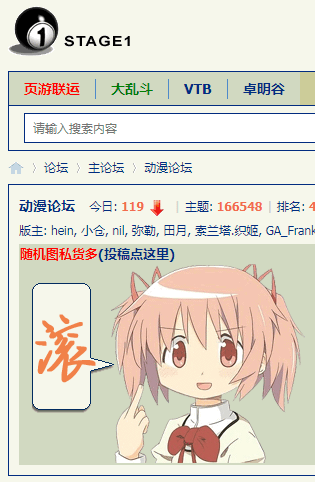 1 STAGE1
页游联运 大乱斗 VTB 卓明谷
请输入搜索内容
论坛 主论坛 动漫论坛
动漫论坛 今日: 119 主题: 166548 排名: 4
版主: hein, 小仓, nil, 弥勒, 田月, 索兰塔.织姬, GA_Frank
随机图私货多(投稿点这里)
滚